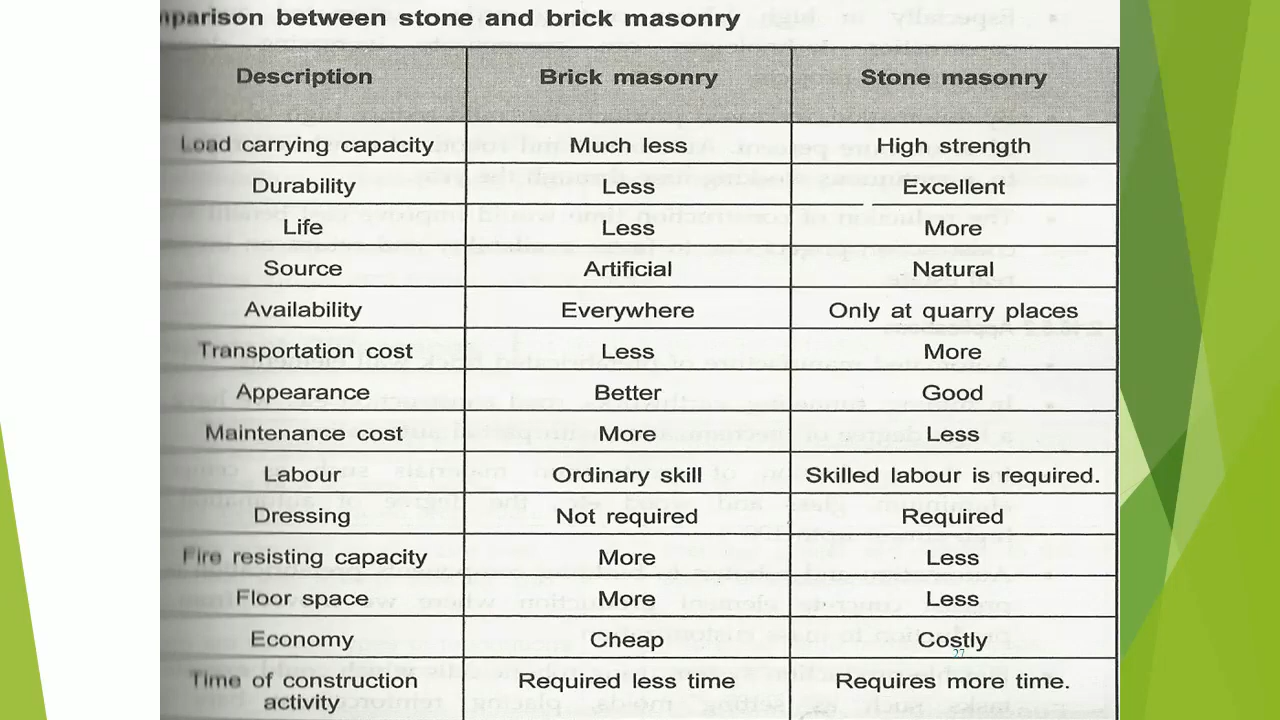 mparison between stone and brick masonry
Description Brick masonry Stone masonry
Load carrying capacity Much less High strength
Durability Less Excellent
Life Less More
Source Artificial Natural
Availability Everywhere Only at quarry places
Transportation cost Less More
Appearance Better Good
Maintenance cost More Less
Labour Ordinary skill Skilled labour is required.
Dressing Not required Required
Fire resisting capacity More Less
Floor space More Less
Economy Cheap Costly
27
Time of construction Required less time Requires more time.
activity